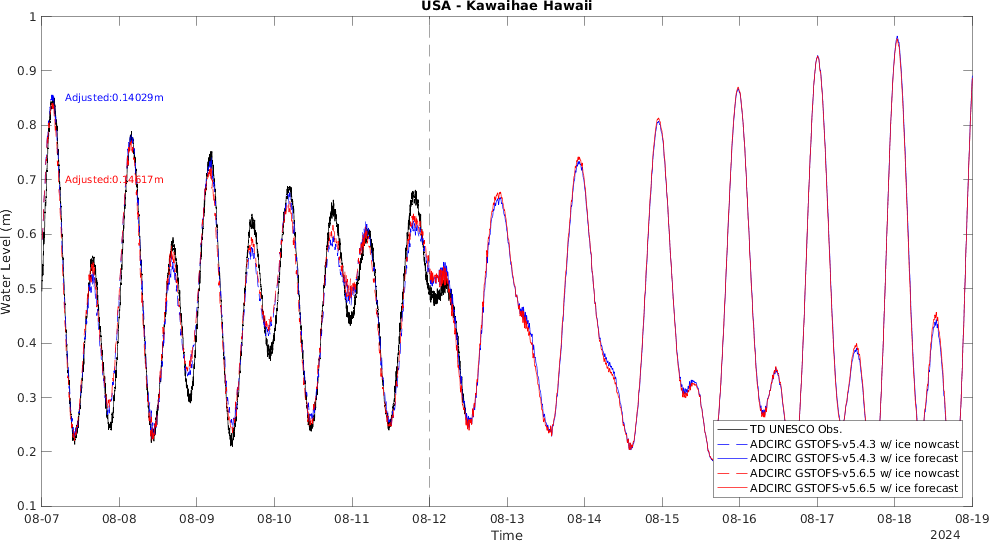 USA - Kawaihae Hawaii
1
0.9
0.8
0.7
0.6
0.5
0.4
0.3
0.2
0.1
Water Level (m)
Adjusted:0.14029m
Adjusted:0.14617m
TD UNESCO Obs.
ADCIRC GSTOFS-v5.4.3 w/ ice nowcast
ADCIRC GSTOFS-v5.4.3 w/ ice forecast
ADCIRC GSTOFS-v5.6.5 w/ ice nowcast
ADCIRC GSTOFS-v5.6.5 w/ ice forecast
08-07 08-08 08-09 08-10 08-11 08-12 08-13 08-14 08-15 08-16 08-17 08-18 08-19
Time
2024